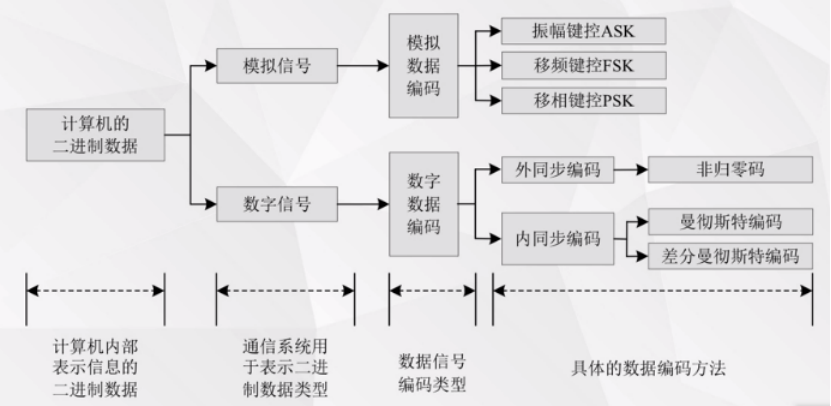 计算机的
二进制数据
模拟信号
数字信号
模拟
数据
编码
数字
数据
编码
振幅键控ASK
移频键控FSK
移相键控PSK
外同步编码
非归零码
内同步编码
曼彻斯特编码
差分曼彻斯特编码
计算机内部
表示信息的
二进制数据
通信系统用
于表示二进
制数据类型
数据信号
编码类型
具体的数据编码方法